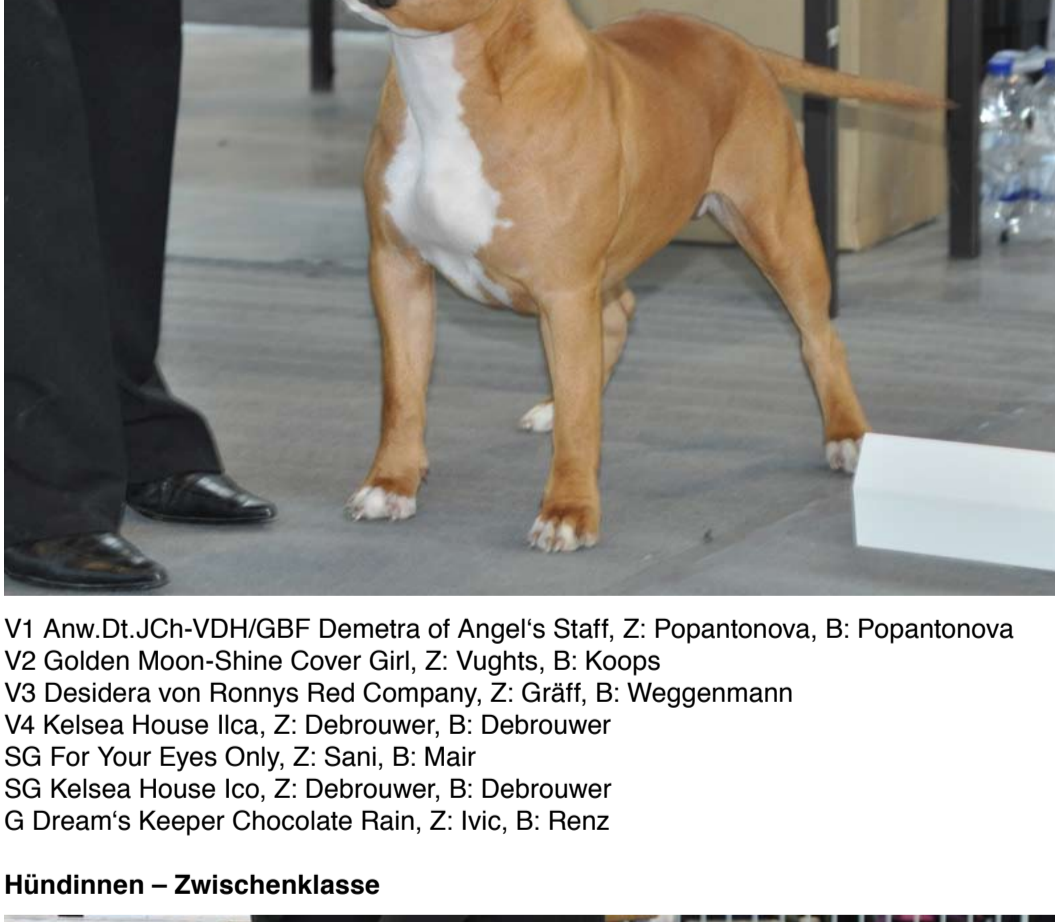 V1 Anw.Dt.JCh-VDH/GBF Demetra of Angel‘s Staff, Z: Popantonova, B: Popantonova
V2 Golden Moon-Shine Cover Girl, Z: Vughts, B: Koops
V3 Desidera von Ronnys Red Company, Z: Gräff, B: Weggenmann
V4 Kelsea House Ilca, Z: Debrouwer, B: Debrouwer
SG For Your Eyes Only, Z: Sani, B: Mair
SG Kelsea House Ico, Z: Debrouwer, B: Debrouwer
G Dream‘s Keeper Chocolate Rain, Z: Ivic, B: Renz
Hündinnen – Zwischenklasse